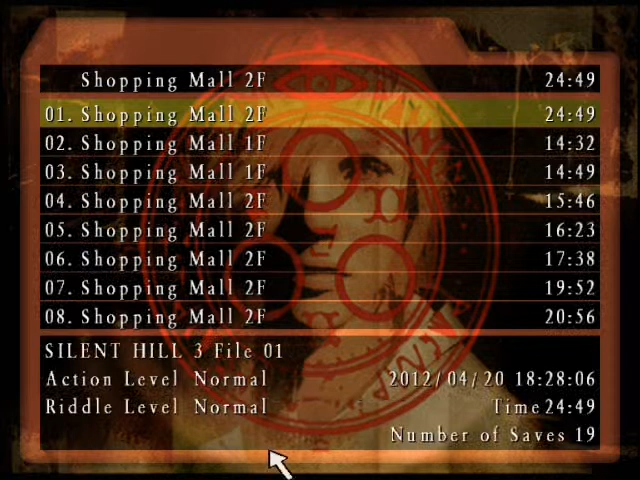 Shopping Mall 2F 24:49
01. Shopping Mall 2F 24:49
02. Shopping Mall 1F 14:32
03. Shopping Mall 1F 14:49
04. Shopping Mall 2F 15:46
05. Shopping Mall 2F 16:23
06. Shopping Mall 2F 17:38
07. Shopping Mall 2F 19:52
08. Shopping Mall 2F 20:56
SILENT HILL 3 File 01
Action Level Normal 2012/04/20 18:28:06
Riddle Level Normal Time 24:49
Number of Saves 19